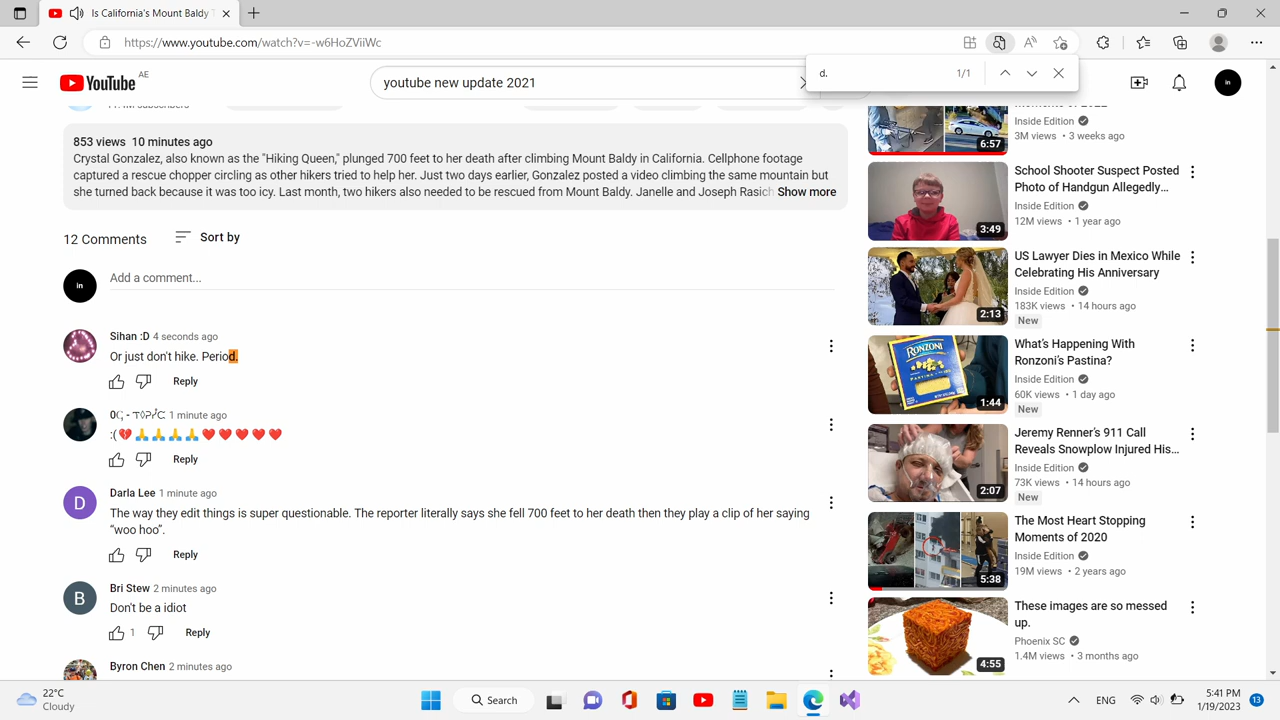 Is California's Mount Baldy
https://www.youtube.com/watch?v=-w6HoZViiWc
d.
1/1
YouTube AE
youtube new update 2021
in
853 views 10 minutes ago
Crystal Gonzalez, also known as the "Hiking Queen," plunged 700 feet to her death after climbing Mount Baldy in California. Cellphone footage
captured a rescue chopper circling as other hikers tried to help her. Just two days earlier, Gonzalez posted a video climbing the same mountain but
she turned back because it was too icy. Last month, two hikers also needed to be rescued from Mount Baldy. Janelle and Joseph Rasich Show more
12 Comments
Sort by
in
Add a comment...
Sihan :D 4 seconds ago
Or just don't hike. Period.
Reply
1 minute ago
:(💔🙏🙏🙏🙏❤️❤️❤️❤️❤️
Reply
D
Darla Lee 1 minute ago
The way they edit things is super questionable. The reporter literally says she fell 700 feet to her death then they play a clip of her saying
“woo hoo”.
Reply
B
Bri Stew 2 minutes ago
Don't be a idiot
1
Reply
Byron Chen 2 minutes ago
Inside Edition
3M views • 3 weeks ago
6:57
School Shooter Suspect Posted
Photo of Handgun Allegedly…
Inside Edition
12M views • 1 year ago
3:49
US Lawyer Dies in Mexico While
Celebrating His Anniversary
Inside Edition
183K views • 14 hours ago
New
2:13
What’s Happening With
Ronzoni’s Pastina?
Inside Edition
60K views • 1 day ago
New
RONZONI
PASTINA
1:44
Jeremy Renner’s 911 Call
Reveals Snowplow Injured His…
Inside Edition
73K views • 14 hours ago
New
2:07
The Most Heart Stopping
Moments of 2020
Inside Edition
19M views • 2 years ago
5:38
These images are so messed
up.
Phoenix SC
1.4M views • 3 months ago
4:55
22°C
Cloudy
Search
ENG
5:41 PM
1/19/2023
13